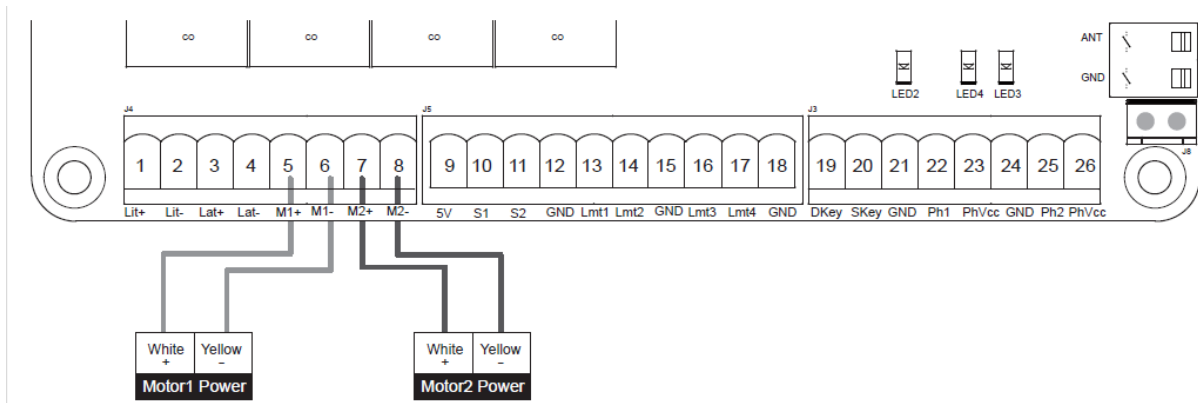 ANT
GND
LED2 LED4 LED3
J4 J5 J3 J8
1 2 3 4 5 6 7 8 9 10 11 12 13 14 15 16 17 18 19 20 21 22 23 24 25 26
Lit+ Lit- Lat+ Lat- M1+ M1- M2+ M2- 5V S1 S2 GND Lmt1 Lmt2 GND Lmt3 Lmt4 GND DKey SKey GND Ph1 PhVcc GND Ph2 PhVcc
White Yellow White Yellow
+ − + −
Motor1 Power Motor2 Power